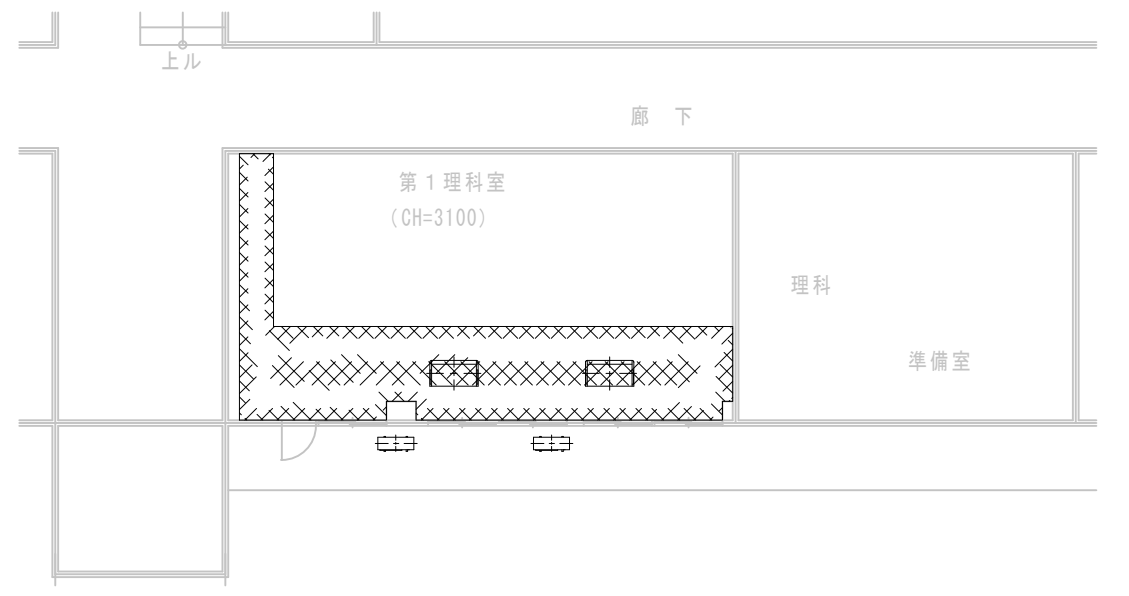 上ル
廊　下
第１理科室
(CH=3100)
理科
準備室